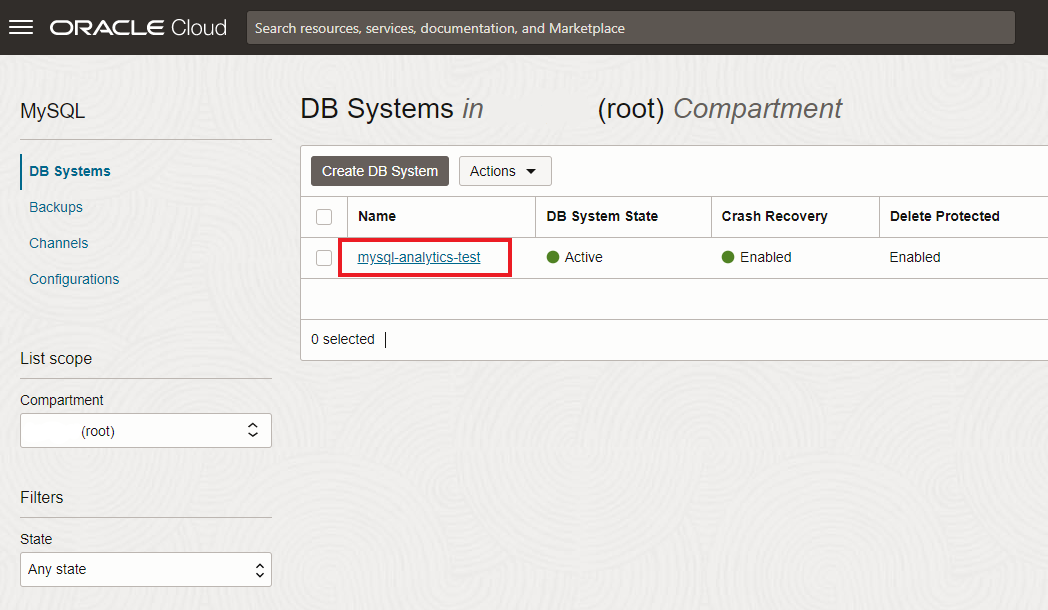 ORACLE Cloud
Search resources, services, documentation, and Marketplace
MySQL
DB Systems
Backups
Channels
Configurations
List scope
Compartment
(root)
Filters
State
Any state
DB Systems in (root) Compartment
Create DB System Actions
Name DB System State Crash Recovery Delete Protected
mysql-analytics-test Active Enabled Enabled
0 selected